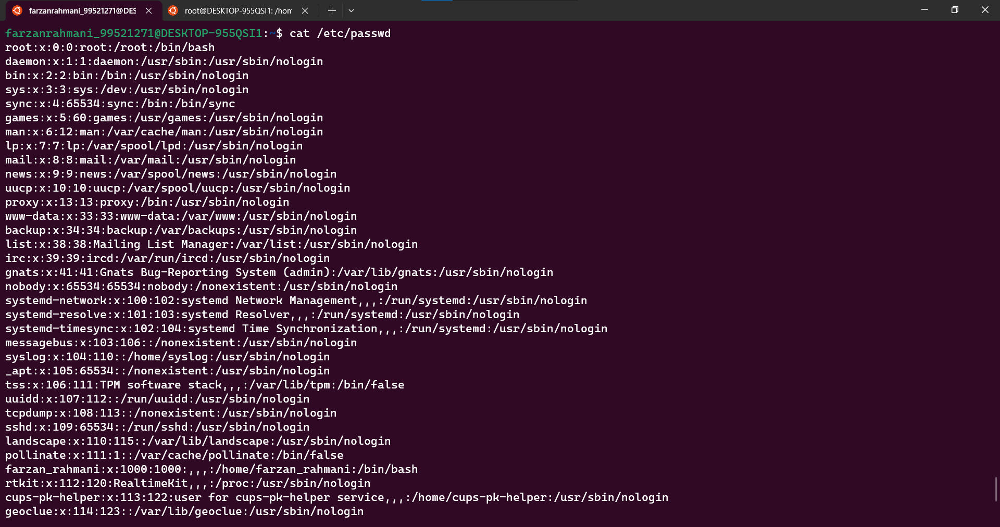 farzanrahmani_99521271@DES
root@DESKTOP-955QSI1: /hom
farzanrahmani_99521271@DESKTOP-955QSI1:~$ cat /etc/passwd
root:x:0:0:root:/root:/bin/bash
daemon:x:1:1:daemon:/usr/sbin:/usr/sbin/nologin
bin:x:2:2:bin:/bin:/usr/sbin/nologin
sys:x:3:3:sys:/dev:/usr/sbin/nologin
sync:x:4:65534:sync:/bin:/bin/sync
games:x:5:60:games:/usr/games:/usr/sbin/nologin
man:x:6:12:man:/var/cache/man:/usr/sbin/nologin
lp:x:7:7:lp:/var/spool/lpd:/usr/sbin/nologin
mail:x:8:8:mail:/var/mail:/usr/sbin/nologin
news:x:9:9:news:/var/spool/news:/usr/sbin/nologin
uucp:x:10:10:uucp:/var/spool/uucp:/usr/sbin/nologin
proxy:x:13:13:proxy:/bin:/usr/sbin/nologin
www-data:x:33:33:www-data:/var/www:/usr/sbin/nologin
backup:x:34:34:backup:/var/backups:/usr/sbin/nologin
list:x:38:38:Mailing List Manager:/var/list:/usr/sbin/nologin
irc:x:39:39:ircd:/var/run/ircd:/usr/sbin/nologin
gnats:x:41:41:Gnats Bug-Reporting System (admin):/var/lib/gnats:/usr/sbin/nologin
nobody:x:65534:65534:nobody:/nonexistent:/usr/sbin/nologin
systemd-network:x:100:102:systemd Network Management,,,:/run/systemd:/usr/sbin/nologin
systemd-resolve:x:101:103:systemd Resolver,,,:/run/systemd:/usr/sbin/nologin
systemd-timesync:x:102:104:systemd Time Synchronization,,,:/run/systemd:/usr/sbin/nologin
messagebus:x:103:106::/nonexistent:/usr/sbin/nologin
syslog:x:104:110::/home/syslog:/usr/sbin/nologin
_apt:x:105:65534::/nonexistent:/usr/sbin/nologin
tss:x:106:111:TPM software stack,,,:/var/lib/tpm:/bin/false
uuidd:x:107:112::/run/uuidd:/usr/sbin/nologin
tcpdump:x:108:113::/nonexistent:/usr/sbin/nologin
sshd:x:109:65534::/run/sshd:/usr/sbin/nologin
landscape:x:110:115::/var/lib/landscape:/usr/sbin/nologin
pollinate:x:111:1::/var/cache/pollinate:/bin/false
farzan_rahmani:x:1000:1000:,,,:/home/farzan_rahmani:/bin/bash
rtkit:x:112:120:RealtimeKit,,,:/proc:/usr/sbin/nologin
cups-pk-helper:x:113:122:user for cups-pk-helper service,,,:/home/cups-pk-helper:/usr/sbin/nologin
geoclue:x:114:123::/var/lib/geoclue:/usr/sbin/nologin